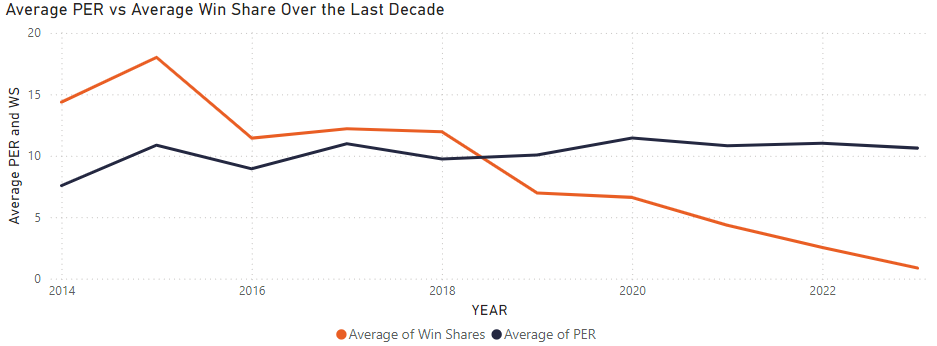 Average PER vs Average Win Share Over the Last Decade
Average PER and WS
20
15
10
5
0
2014 2016 2018 2020 2022
YEAR
Average of Win Shares Average of PER